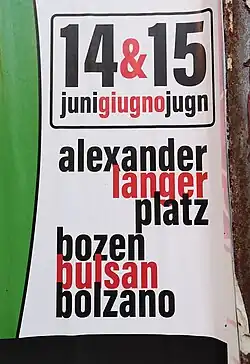 14&15
junigiugnojugn
alexander
langer
platz
bozen
bulsan
bolzano